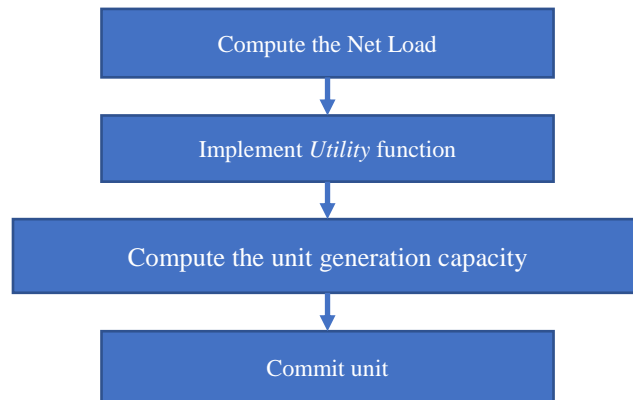 Compute the Net Load
Implement Utility function
Compute the unit generation capacity
Commit unit